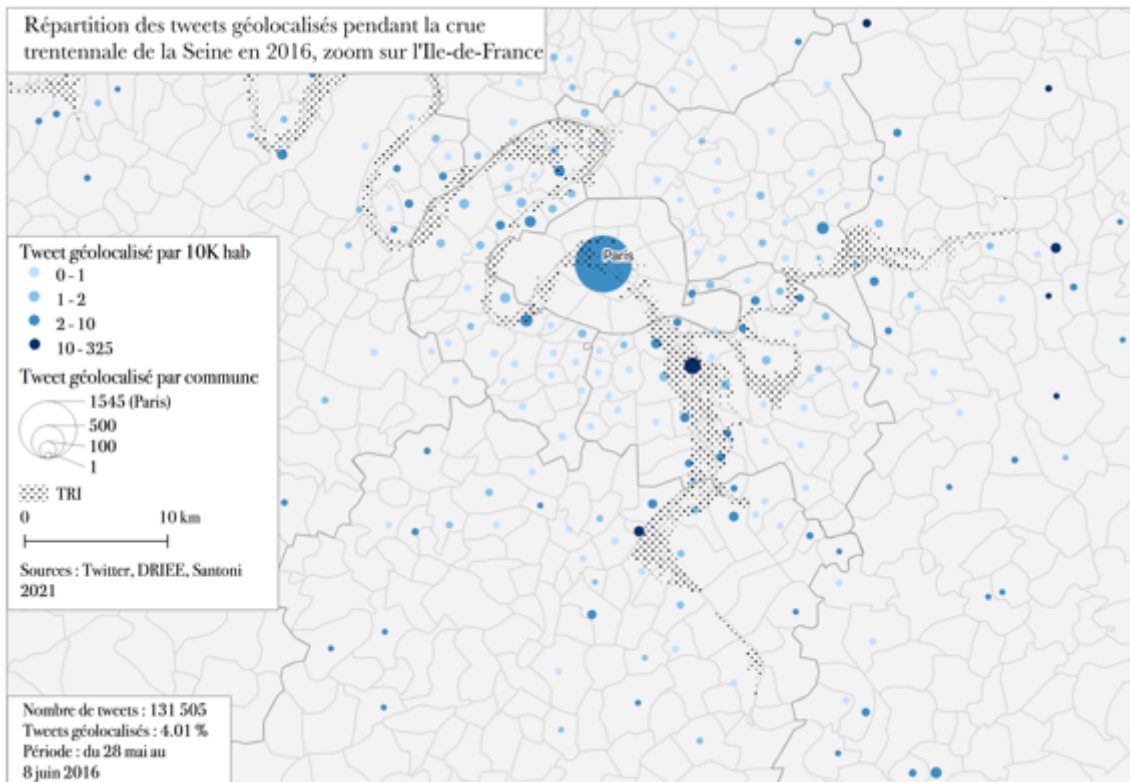 Répartition des tweets géolocalisés pendant la crue
trentennale de la Seine en 2016, zoom sur l'Ile-de-France
Paris
Tweet géolocalisé par 10K hab
0 - 1
1 - 2
2 - 10
10 - 325
Tweet géolocalisé par commune
1545 (Paris)
500
100
1
TRI
0 10 km
Sources : Twitter, DRIEE, Santoni
2021
Nombre de tweets : 131 505
Tweets géolocalisés : 4.01 %
Période : du 28 mai au
8 juin 2016